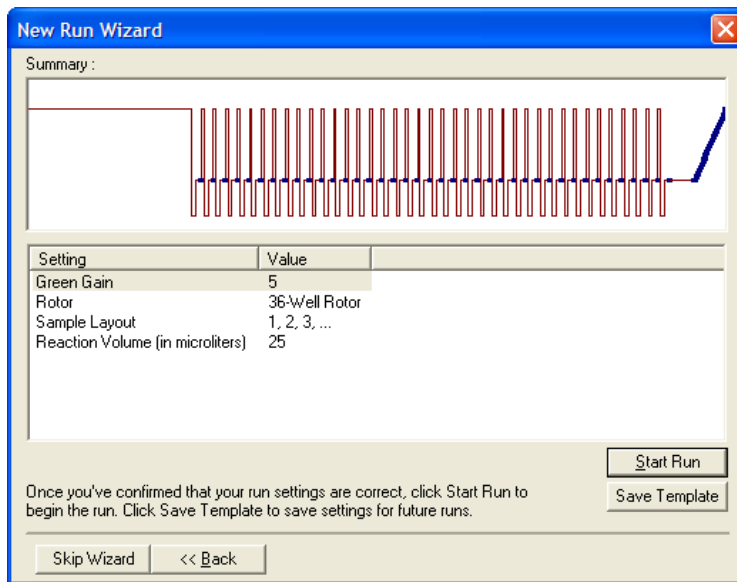 New Run Wizard
Summary :
Setting Value
Green Gain 5
Rotor 36-Well Rotor
Sample Layout 1, 2, 3, ...
Reaction Volume (in microliters) 25
Start Run
Once you've confirmed that your run settings are correct, click Start Run to
begin the run. Click Save Template to save settings for future runs.
Save Template
Skip Wizard
<< Back